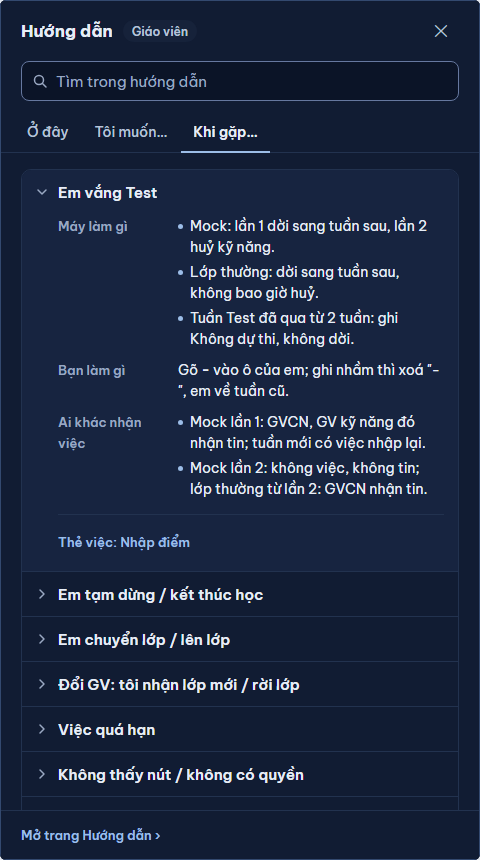 Hướng dẫn Giáo viên
Tìm trong hướng dẫn
Ở đây Tôi muốn... Khi gặp...
Em vắng Test
Máy làm gì
• Mock: lần 1 dời sang tuần sau, lần 2
huỷ kỹ năng.
• Lớp thường: dời sang tuần sau,
không bao giờ huỷ.
• Tuần Test đã qua từ 2 tuần: ghi
Không dự thi, không dời.
Bạn làm gì
Gõ - vào ô của em; ghi nhầm thì xoá "-
", em về tuần cũ.
Ai khác nhận
việc
• Mock lần 1: GVCN, GV kỹ năng đó
nhận tin; tuần mới có việc nhập lại.
• Mock lần 2: không việc, không tin;
lớp thường từ lần 2: GVCN nhận tin.
Thẻ việc: Nhập điểm
Em tạm dừng / kết thúc học
Em chuyển lớp / lên lớp
Đổi GV: tôi nhận lớp mới / rời lớp
Việc quá hạn
Không thấy nút / không có quyền
Mở trang Hướng dẫn ›